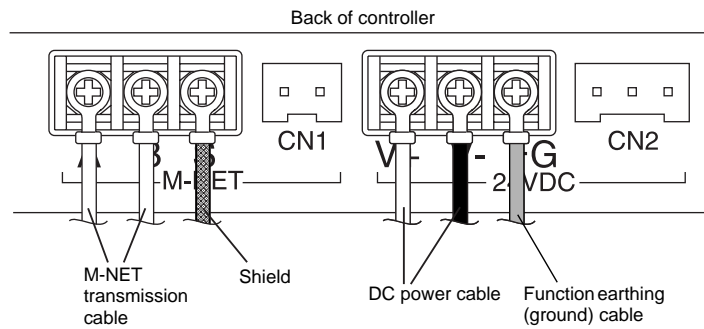 Back of controller
CN1
CN2
M-NET
24VDC
M-NET
transmission
cable
Shield
DC power cable
Function earthing
(ground) cable